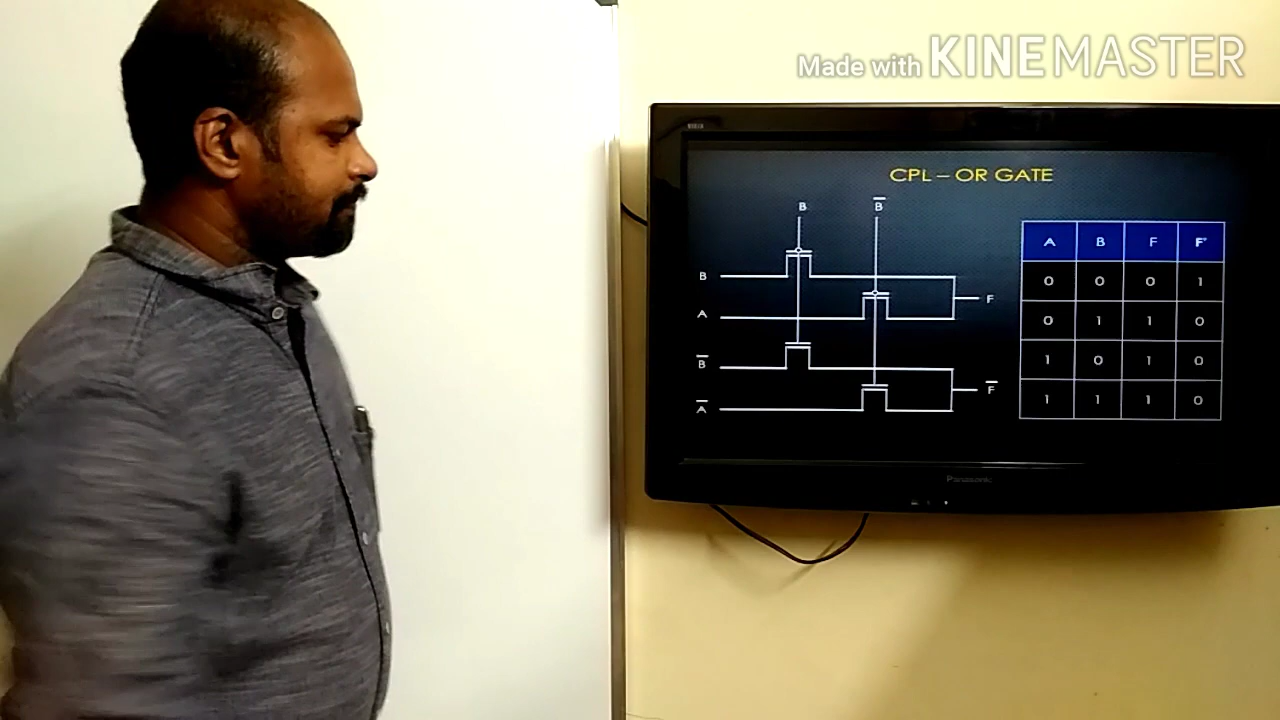 Made with KINEMASTER
CPL – OR GATE
B B̅
B
A
F
B̅
A̅
F̅
A B F F'
0 0 0 1
0 1 1 0
1 0 1 0
1 1 1 0
Panasonic